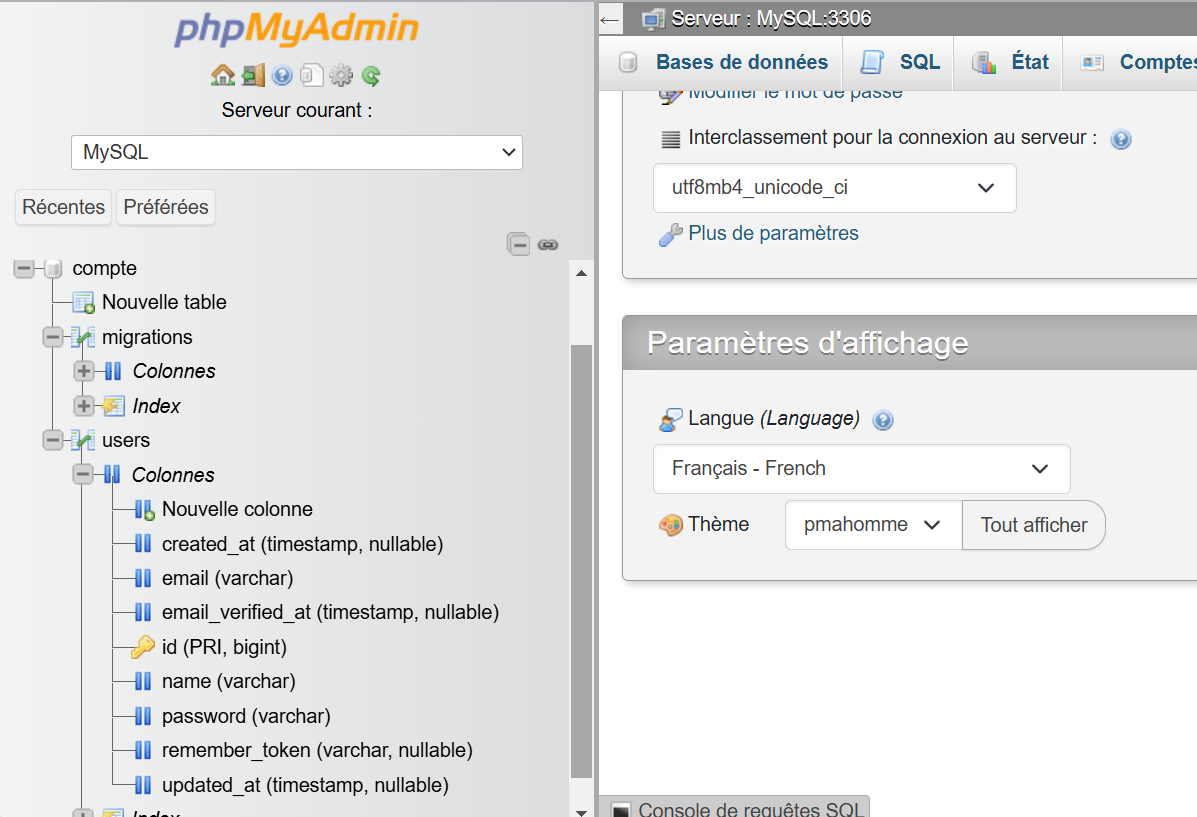 phpMyAdmin
Serveur courant :
MySQL
Récentes
Préférées
compte
Nouvelle table
migrations
Colonnes
Index
users
Colonnes
Nouvelle colonne
created_at (timestamp, nullable)
email (varchar)
email_verified_at (timestamp, nullable)
id (PRI, bigint)
name (varchar)
password (varchar)
remember_token (varchar, nullable)
updated_at (timestamp, nullable)
Index
Serveur : MySQL:3306
Bases de données
SQL
État
Comptes
Modifier le mot de passe
Interclassement pour la connexion au serveur :
utf8mb4_unicode_ci
Plus de paramètres
Paramètres d'affichage
Langue (Language)
Français - French
Thème
pmahomme
Tout afficher
Console de requêtes SQL